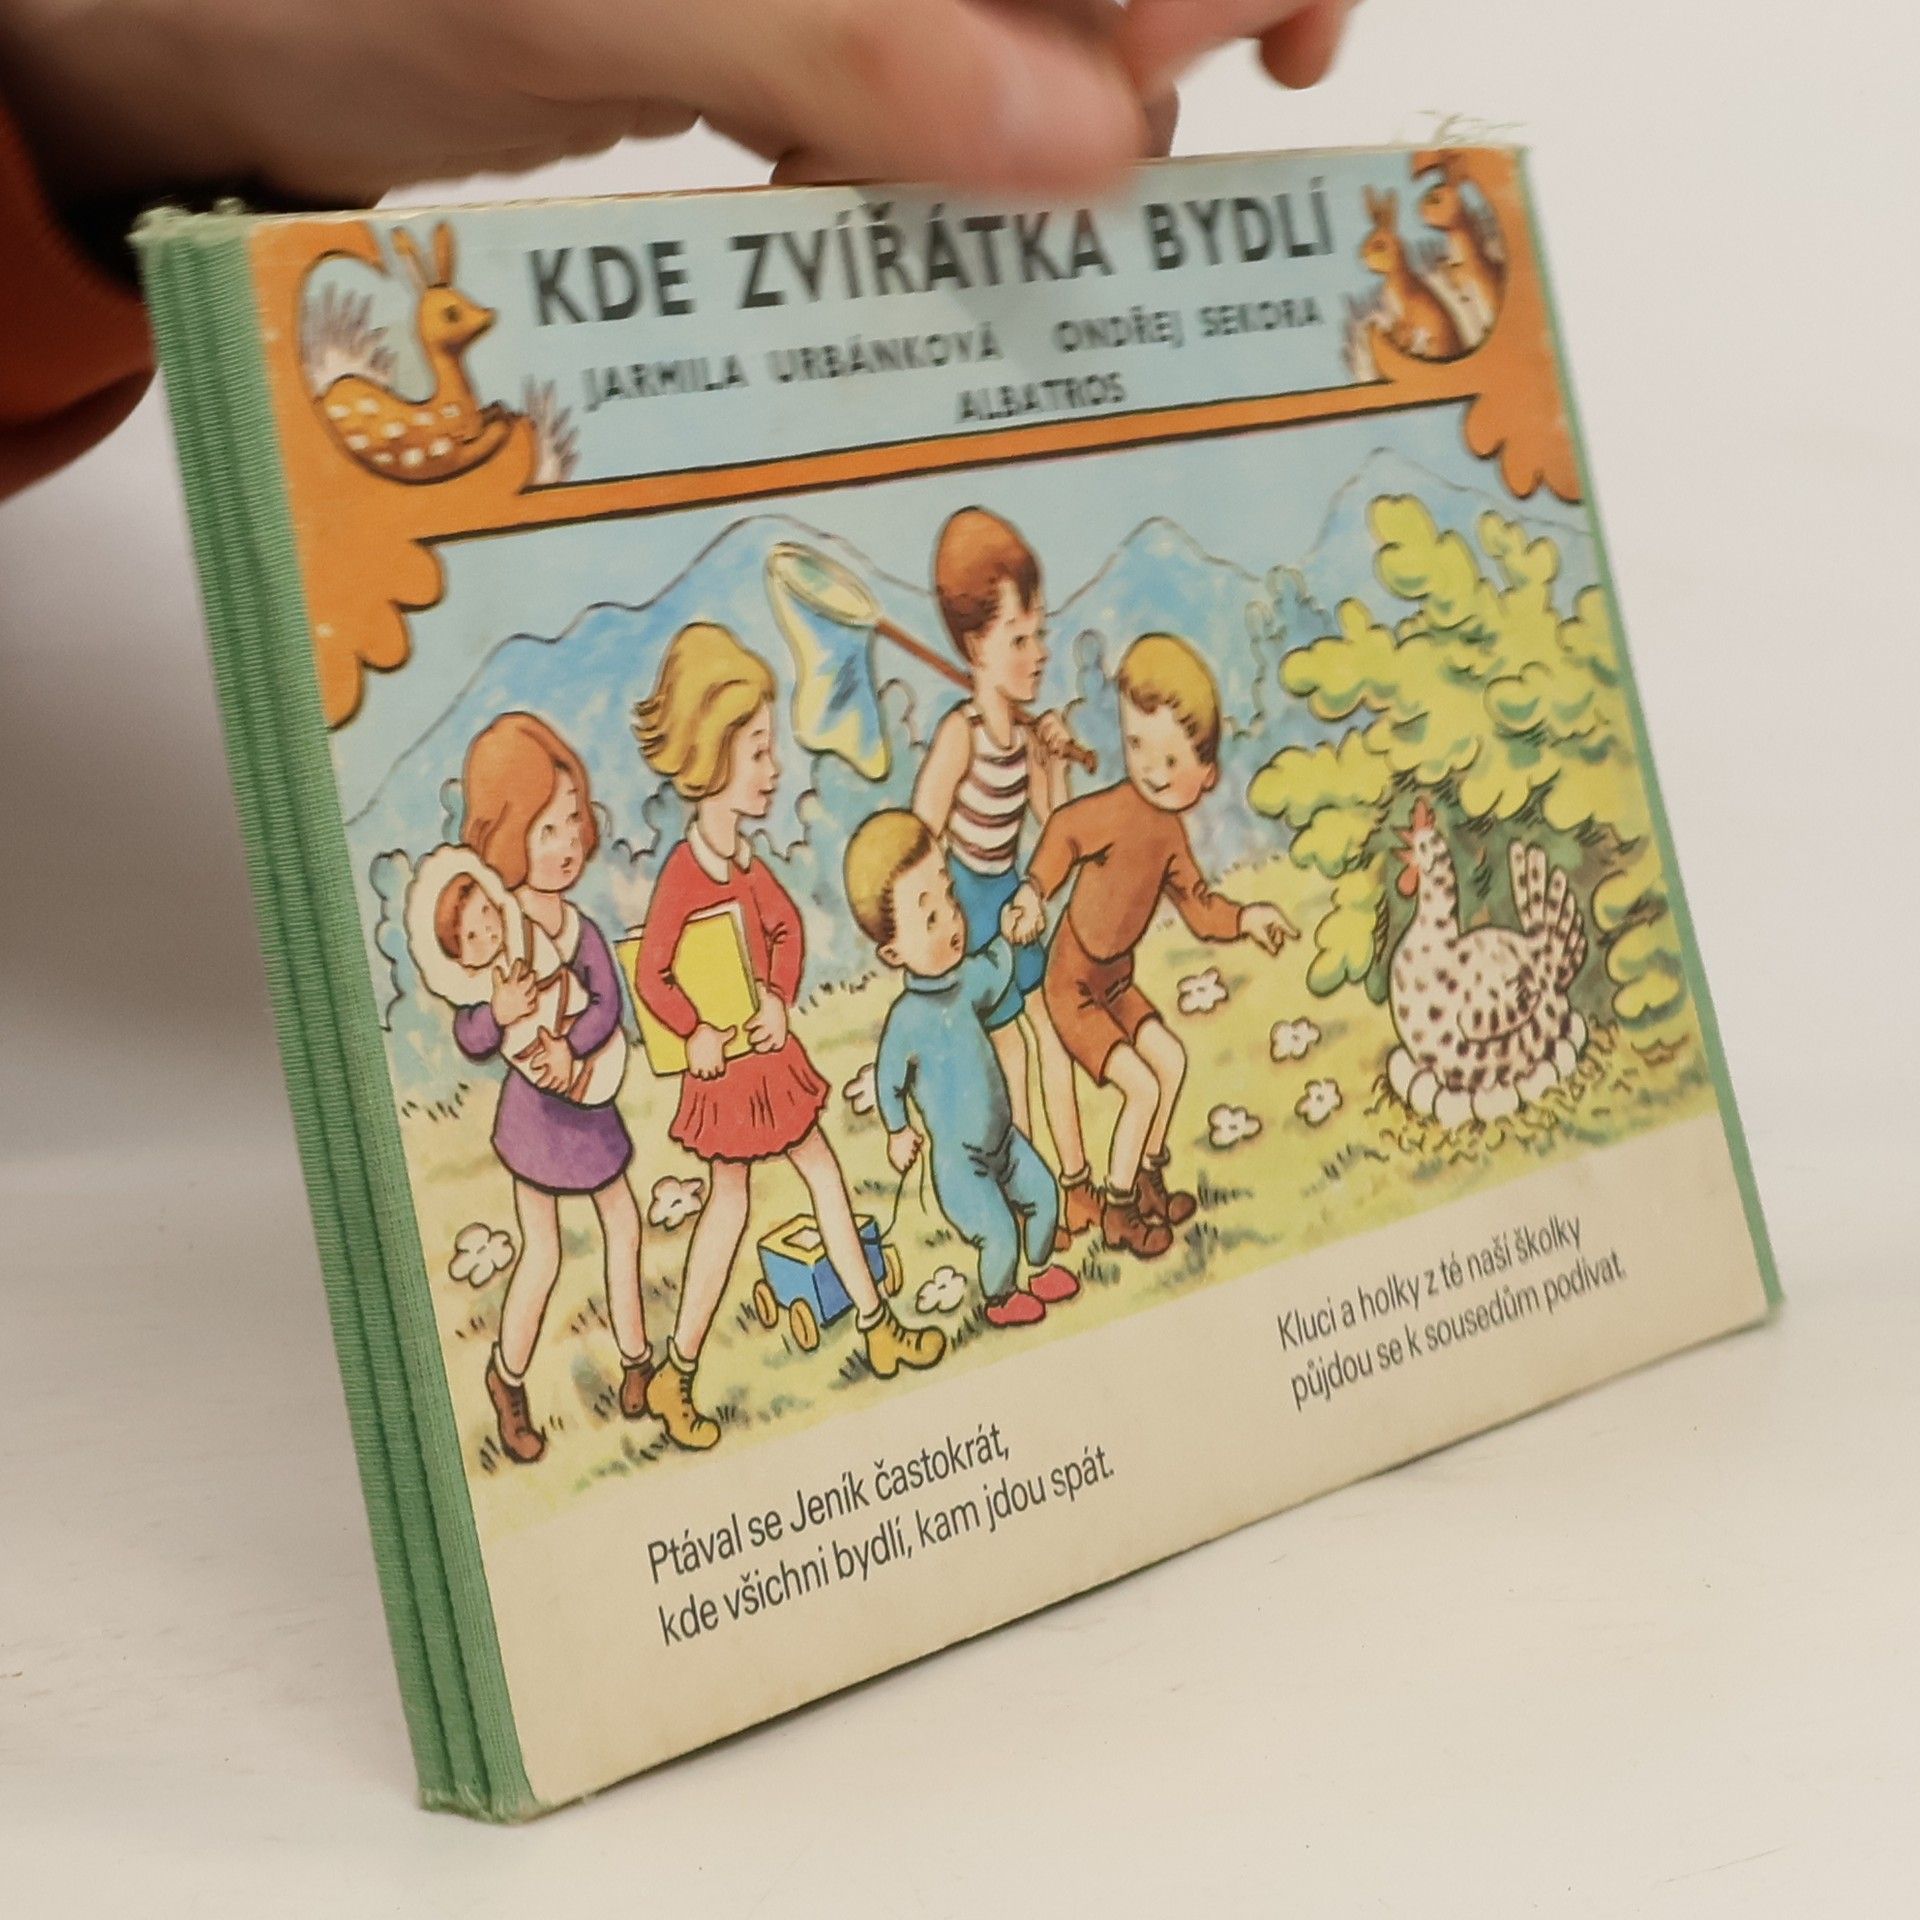 KDE ZVÍŘÁTKA BYDLÍ
JARMILA URBÁNKOVÁ ONDŘEJ SEKORA
ALBATROS
Ptával se Jeník častokrát,
kde všichni bydlí, kam jdou spát.
Kluci a holky z té naší školky
půjdou se k sousedům podívat.